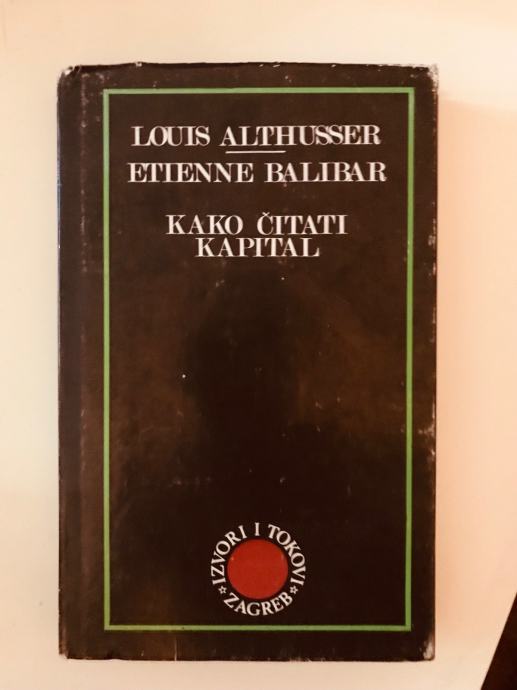 LOUIS ALTHUSSER
ETIENNE BALIBAR
KAKO ČITATI
KAPITAL
IZVORI I TOKOVI
ZAGREB